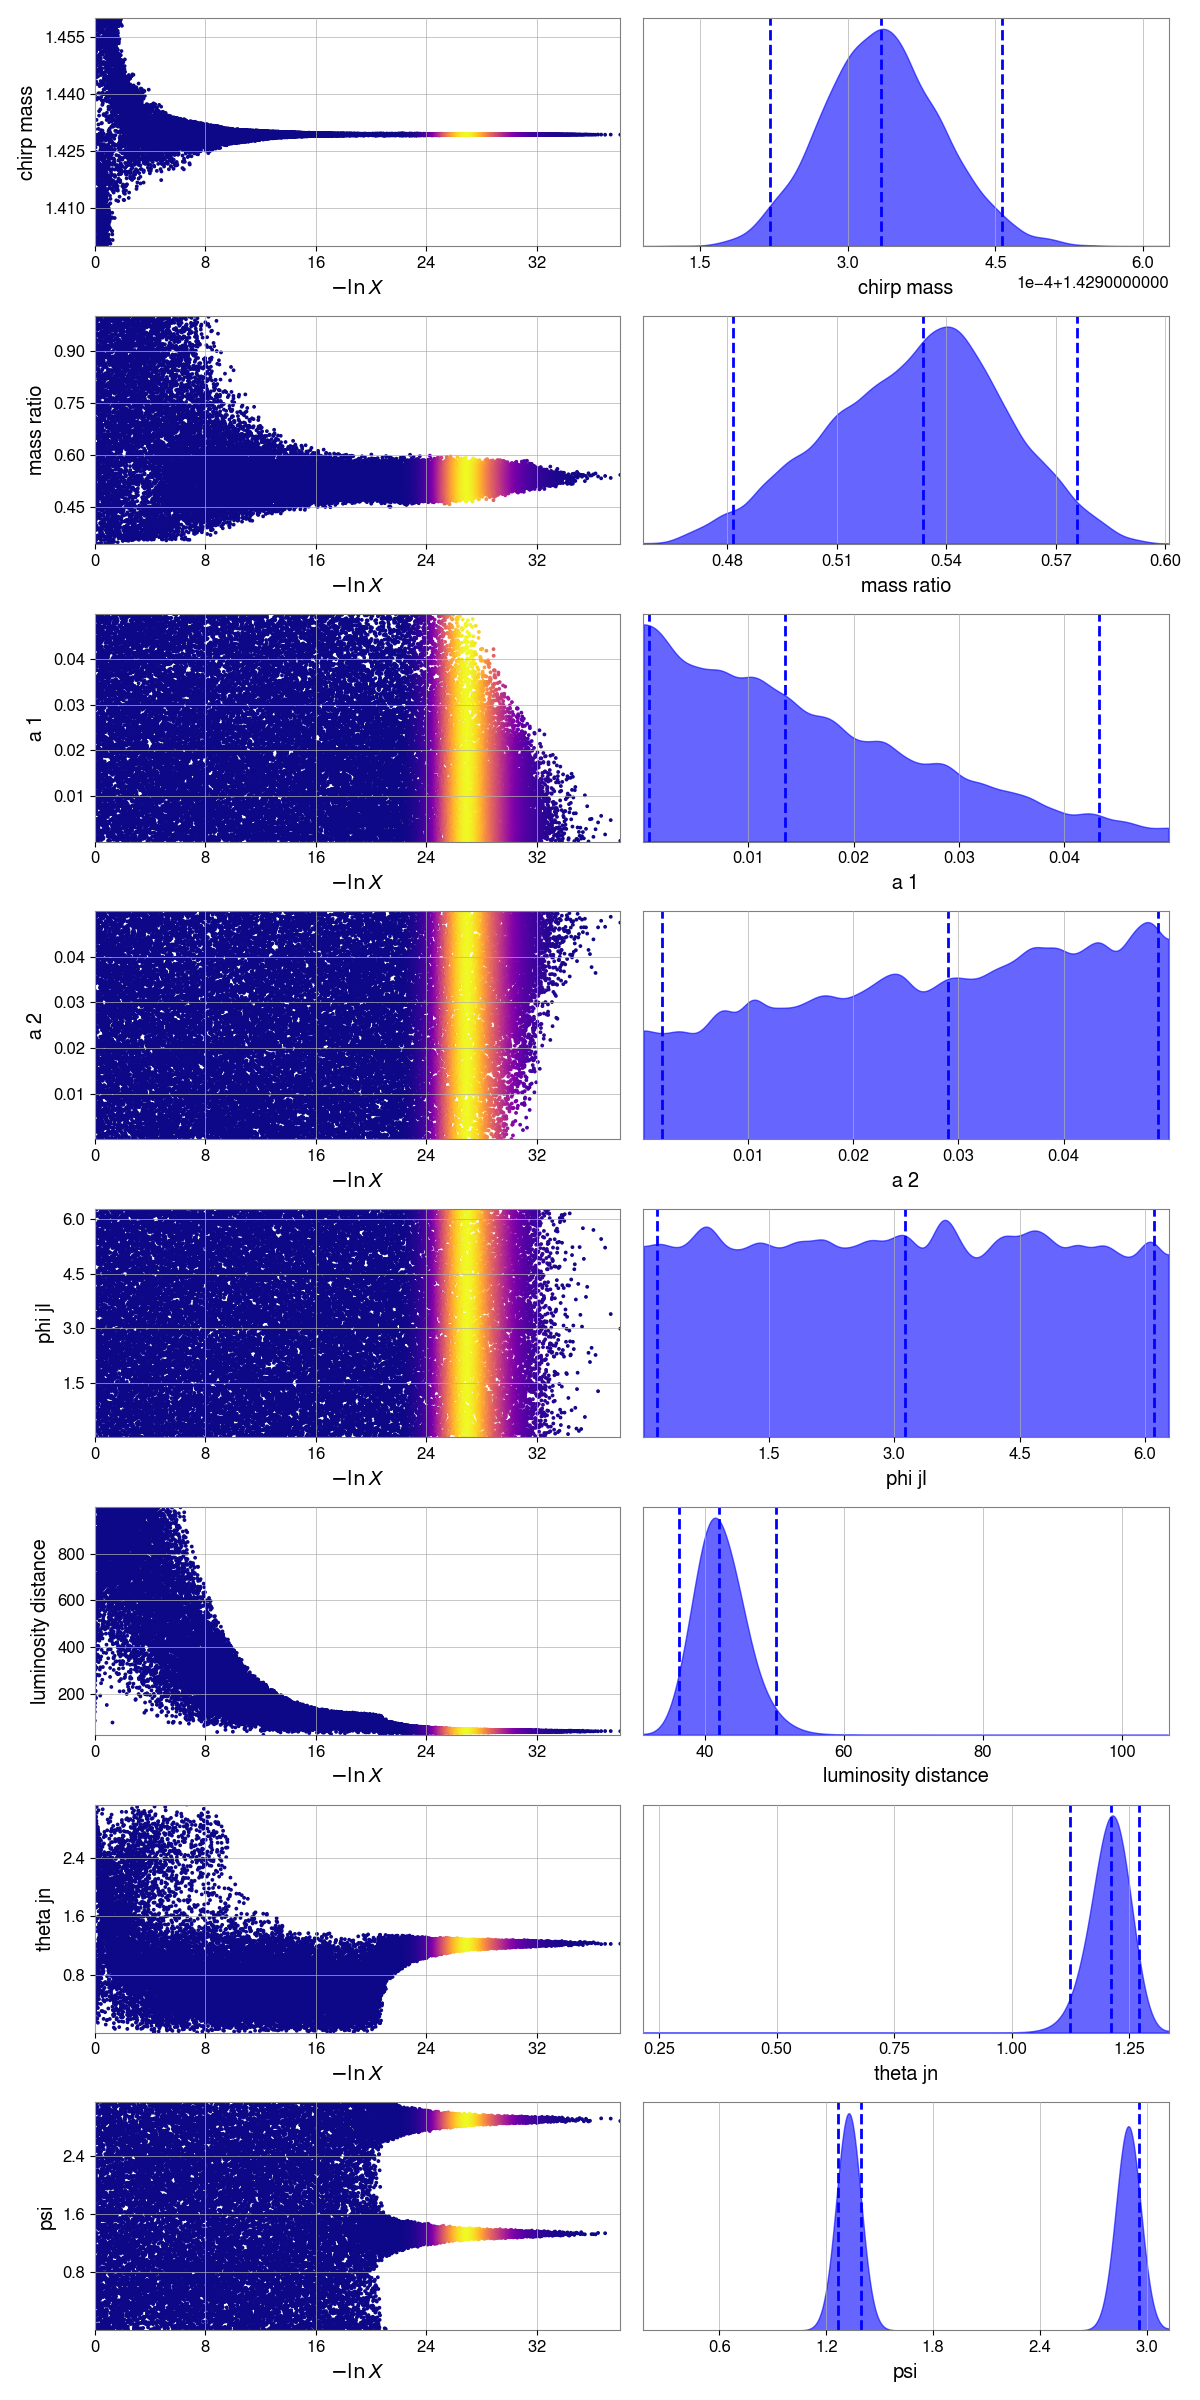 1.455
1.440
1.425
1.410
chirp mass
0 8 16 24 32
−ln X
1.5 3.0 4.5 6.0
1e−4+1.4290000000
chirp mass
0.90
0.75
0.60
0.45
mass ratio
0 8 16 24 32
−ln X
0.48 0.51 0.54 0.57 0.60
mass ratio
0.04
0.03
0.02
0.01
a 1
0 8 16 24 32
−ln X
0.01 0.02 0.03 0.04
a 1
0.04
0.03
0.02
0.01
a 2
0 8 16 24 32
−ln X
0.01 0.02 0.03 0.04
a 2
6.0
4.5
3.0
1.5
phi jl
0 8 16 24 32
−ln X
1.5 3.0 4.5 6.0
phi jl
800
600
400
200
luminosity distance
0 8 16 24 32
−ln X
40 60 80 100
luminosity distance
2.4
1.6
0.8
theta jn
0 8 16 24 32
−ln X
0.25 0.50 0.75 1.00 1.25
theta jn
2.4
1.6
0.8
psi
0 8 16 24 32
−ln X
0.6 1.2 1.8 2.4 3.0
psi